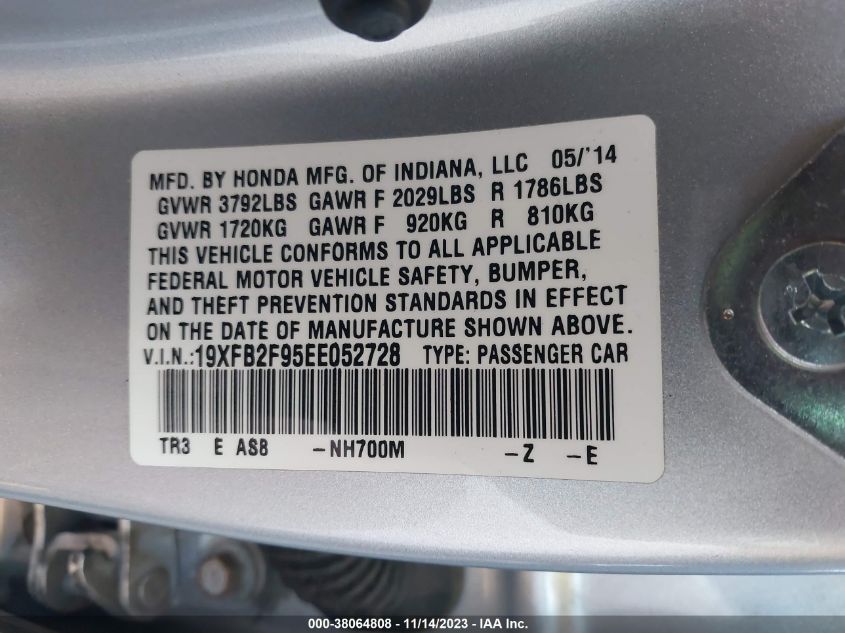 MFD. BY HONDA MFG. OF INDIANA, LLC 05/'14
GVWR 3792LBS GAWR F 2029LBS R 1786LBS
GVWR 1720KG GAWR F 920KG R 810KG
THIS VEHICLE CONFORMS TO ALL APPLICABLE
FEDERAL MOTOR VEHICLE SAFETY, BUMPER,
AND THEFT PREVENTION STANDARDS IN EFFECT
ON THE DATE OF MANUFACTURE SHOWN ABOVE.
V.I.N.:19XFB2F95EE052728 TYPE: PASSENGER CAR
TR3 E AS8 -NH700M -Z -E
000-38064808 - 11/14/2023 - IAA Inc.